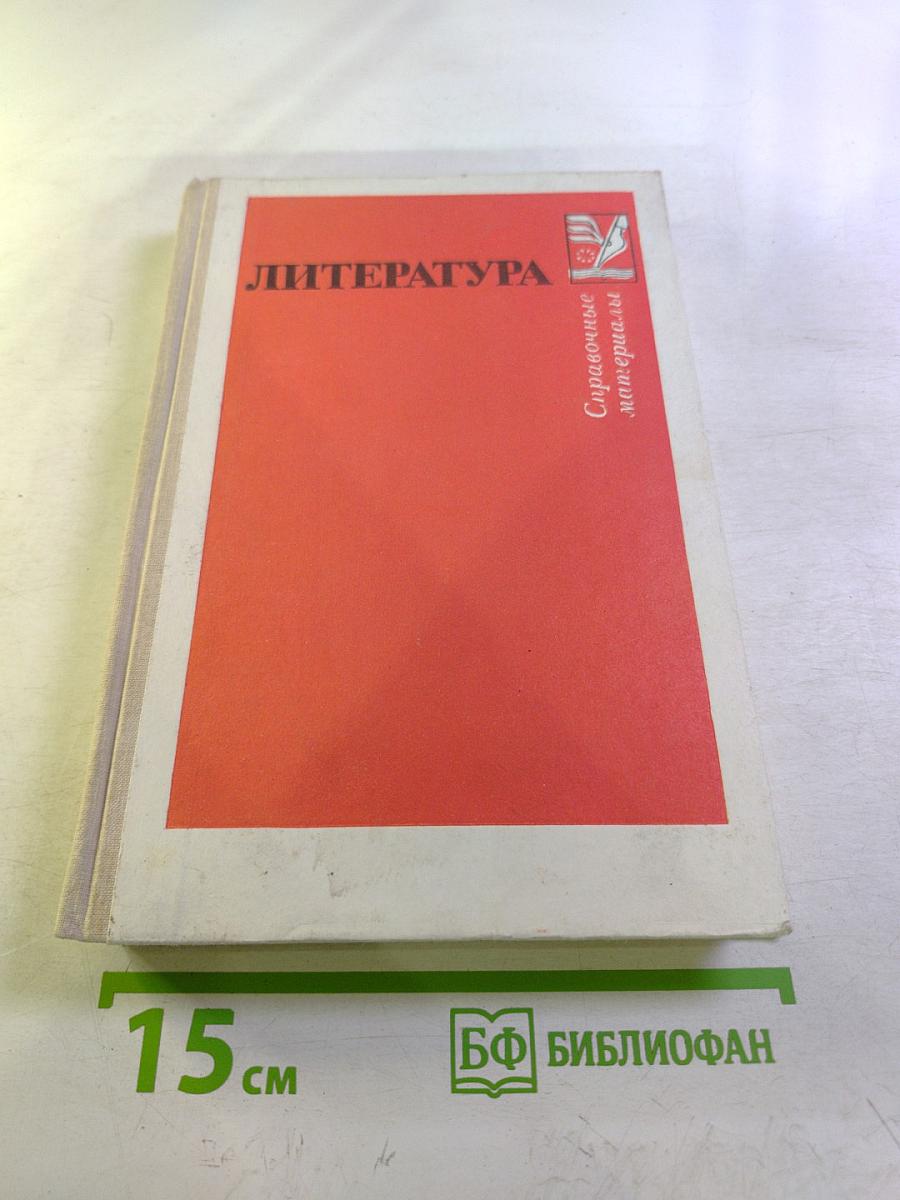 ЛИТЕРАТУРА
Справочные
материалы
15 см
БФ БИБЛИОФАН